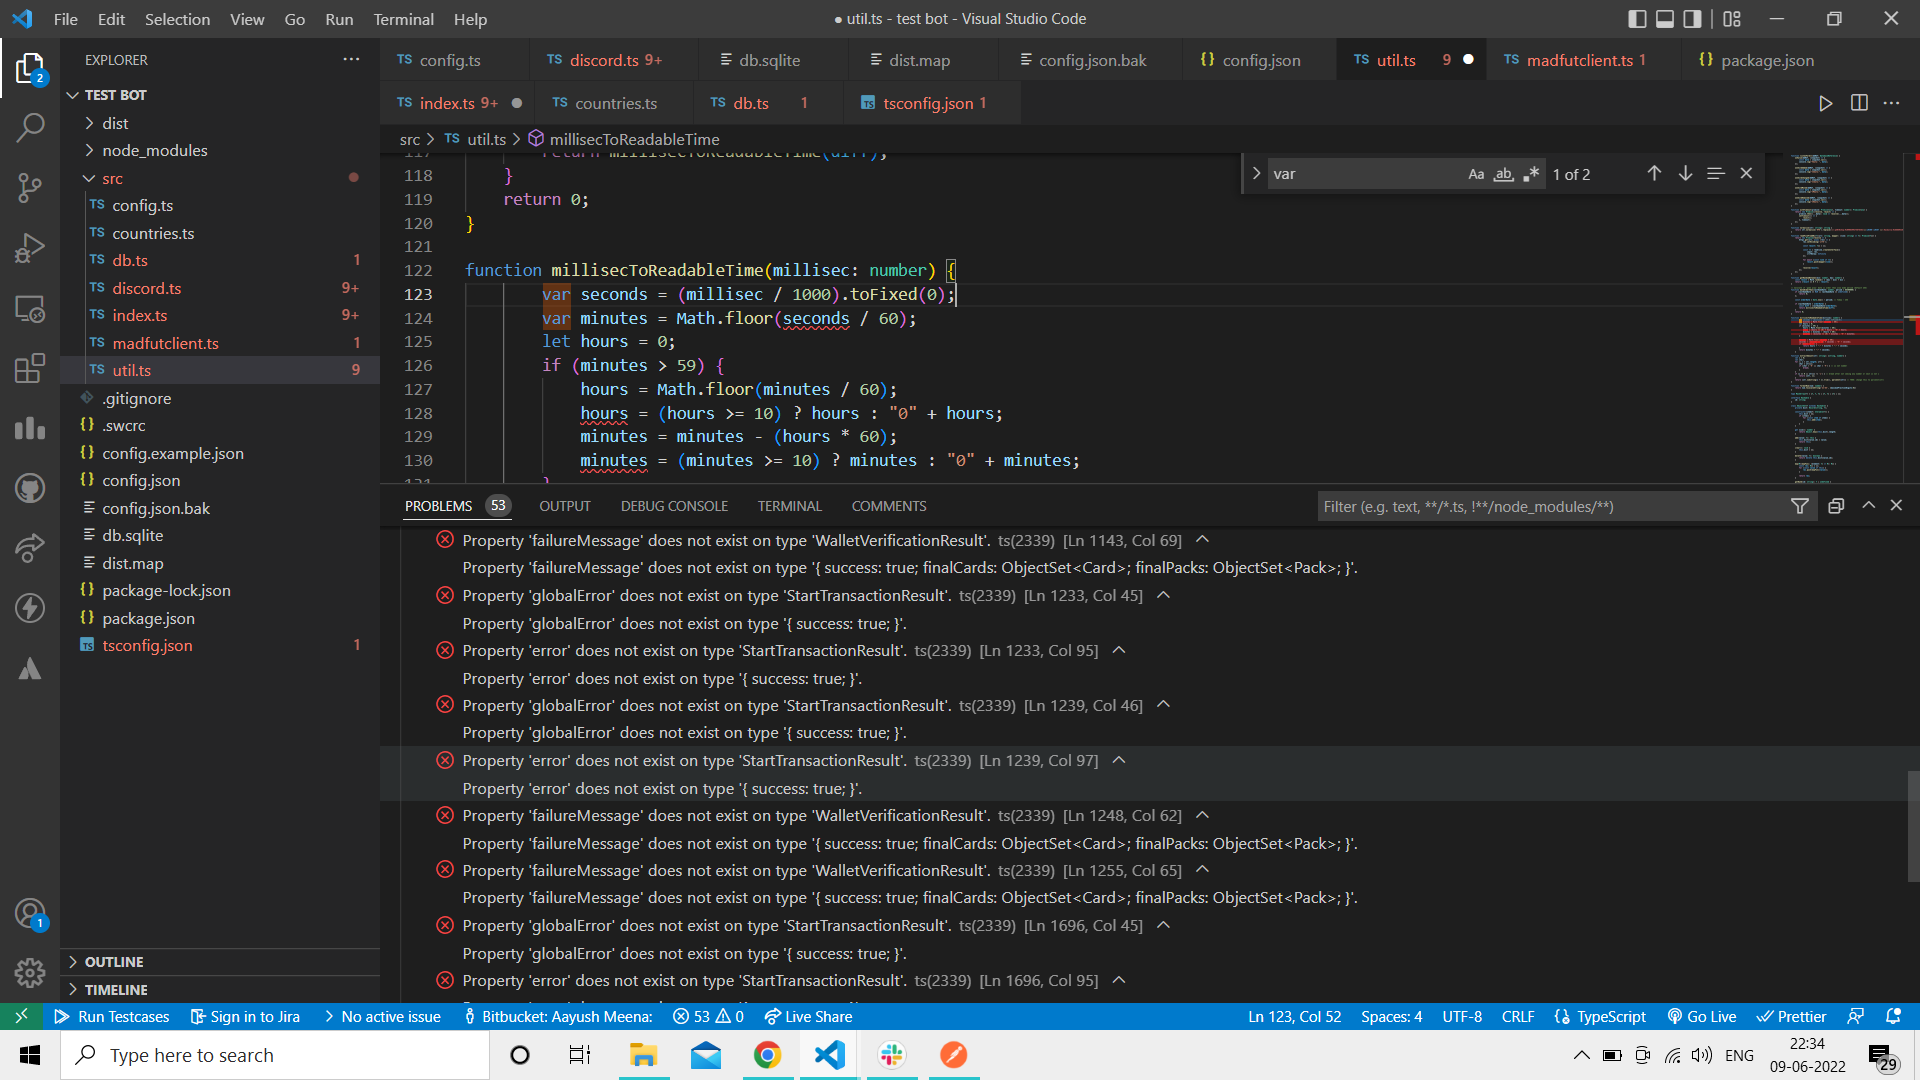 File Edit Selection View Go Run Terminal Help
● util.ts - test bot - Visual Studio Code
EXPLORER
TEST BOT
dist
node_modules
src
TS config.ts
TS countries.ts
TS db.ts 1
TS discord.ts 9+
TS index.ts 9+
TS madfutclient.ts 1
TS util.ts 9
.gitignore
{} .swcrc
{} config.example.json
{} config.json
config.json.bak
db.sqlite
dist.map
{} package-lock.json
{} package.json
TS tsconfig.json 1
OUTLINE
TIMELINE
2
1
TS config.ts
TS discord.ts 9+
db.sqlite
dist.map
config.json.bak
{} config.json
TS util.ts 9 ●
TS madfutclient.ts 1
{} package.json
TS index.ts 9+ ●
TS countries.ts
TS db.ts 1
TS tsconfig.json 1
src > TS util.ts > millisecToReadableTime
var
Aa ab .* 1 of 2
117 return millisecToReadableTime(diff);
118 }
119 return 0;
120 }
121
122 function millisecToReadableTime(millisec: number) {
123 var seconds = (millisec / 1000).toFixed(0);
124 var minutes = Math.floor(seconds / 60);
125 let hours = 0;
126 if (minutes > 59) {
127 hours = Math.floor(minutes / 60);
128 hours = (hours >= 10) ? hours : "0" + hours;
129 minutes = minutes - (hours * 60);
130 minutes = (minutes >= 10) ? minutes : "0" + minutes;
131 }
PROBLEMS 53 OUTPUT DEBUG CONSOLE TERMINAL COMMENTS
Filter (e.g. text, **/*.ts, !**/node_modules/**)
Property 'failureMessage' does not exist on type 'WalletVerificationResult'. ts(2339) [Ln 1143, Col 69]
Property 'failureMessage' does not exist on type '{ success: true; finalCards: ObjectSet<Card>; finalPacks: ObjectSet<Pack>; }'.
Property 'globalError' does not exist on type 'StartTransactionResult'. ts(2339) [Ln 1233, Col 45]
Property 'globalError' does not exist on type '{ success: true; }'.
Property 'error' does not exist on type 'StartTransactionResult'. ts(2339) [Ln 1233, Col 95]
Property 'error' does not exist on type '{ success: true; }'.
Property 'globalError' does not exist on type 'StartTransactionResult'. ts(2339) [Ln 1239, Col 46]
Property 'globalError' does not exist on type '{ success: true; }'.
Property 'error' does not exist on type 'StartTransactionResult'. ts(2339) [Ln 1239, Col 97]
Property 'error' does not exist on type '{ success: true; }'.
Property 'failureMessage' does not exist on type 'WalletVerificationResult'. ts(2339) [Ln 1248, Col 62]
Property 'failureMessage' does not exist on type '{ success: true; finalCards: ObjectSet<Card>; finalPacks: ObjectSet<Pack>; }'.
Property 'failureMessage' does not exist on type 'WalletVerificationResult'. ts(2339) [Ln 1255, Col 65]
Property 'failureMessage' does not exist on type '{ success: true; finalCards: ObjectSet<Card>; finalPacks: ObjectSet<Pack>; }'.
Property 'globalError' does not exist on type 'StartTransactionResult'. ts(2339) [Ln 1696, Col 45]
Property 'globalError' does not exist on type '{ success: true; }'.
Property 'error' does not exist on type 'StartTransactionResult'. ts(2339) [Ln 1696, Col 95]
Run Testcases Sign in to Jira No active issue Bitbucket: Aayush Meena: 53 0 Live Share
Ln 123, Col 52 Spaces: 4 UTF-8 CRLF {} TypeScript Go Live Prettier
Type here to search
ENG
22:34
09-06-2022
29